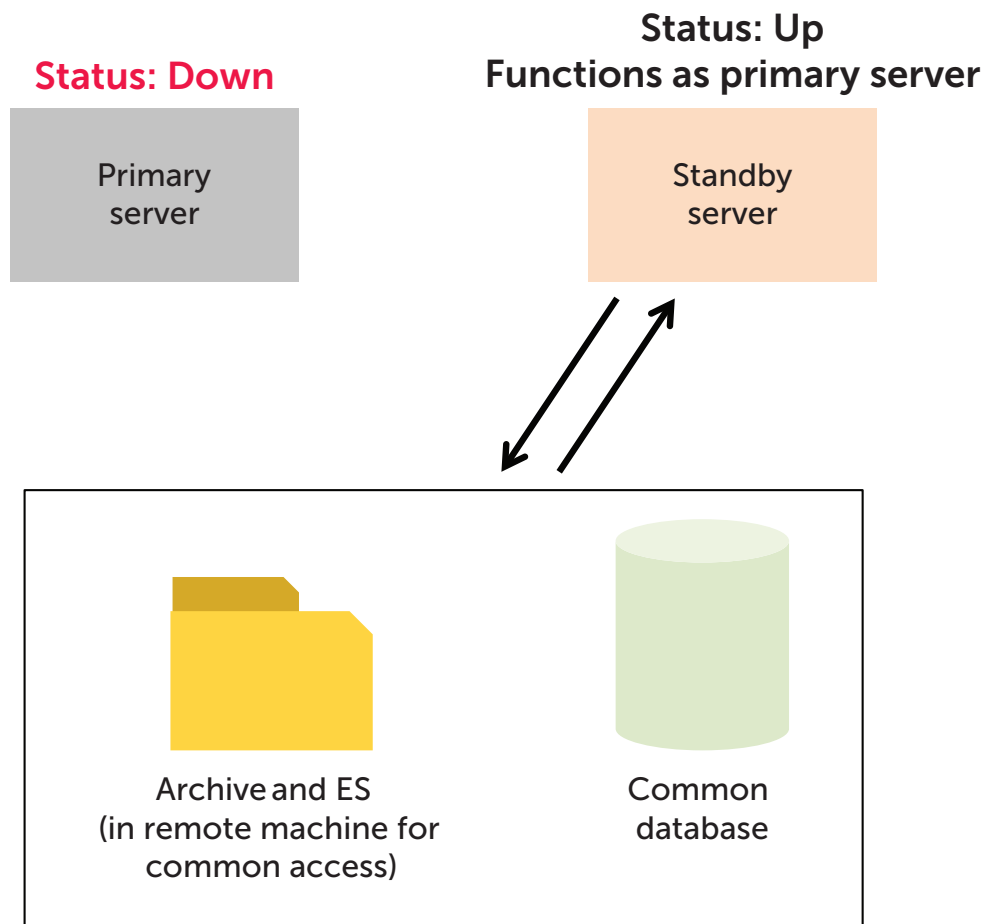 Status: Down
Status: Up
Functions as primary server
Primary
server
Standby
server
Archive and ES
(in remote machine for
common access)
Common
database